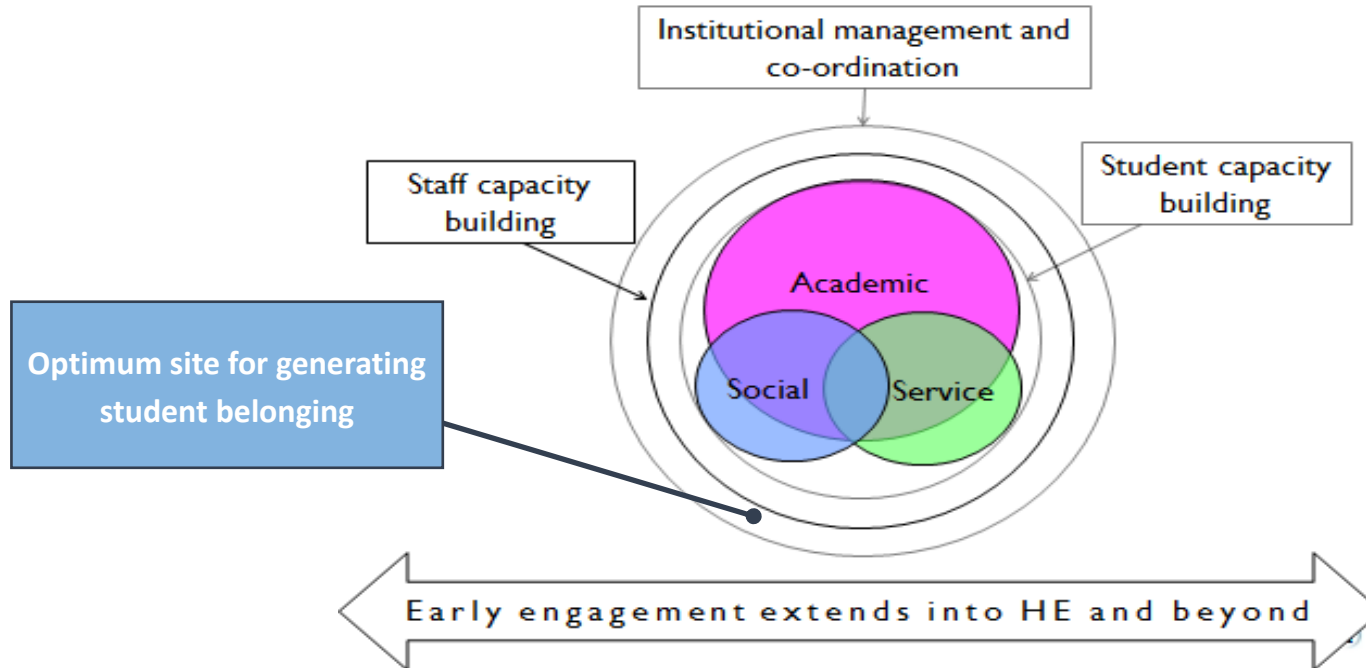 Institutional management and
co-ordination
Staff capacity
building
Student capacity
building
Academic
Optimum site for generating
student belonging
Social
Service
Early engagement extends into HE and beyond